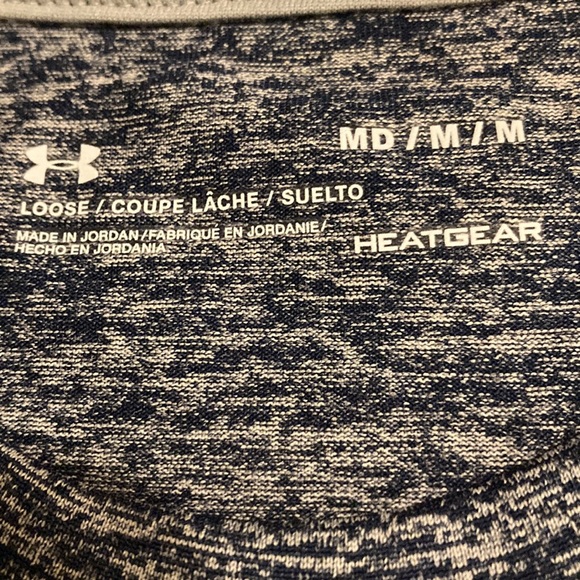 MD / M / M
LOOSE / COUPE LÂCHE / SUELTO
MADE IN JORDAN / FABRIQUÉ EN JORDANIE /
HECHO EN JORDANIA
HEATGEAR